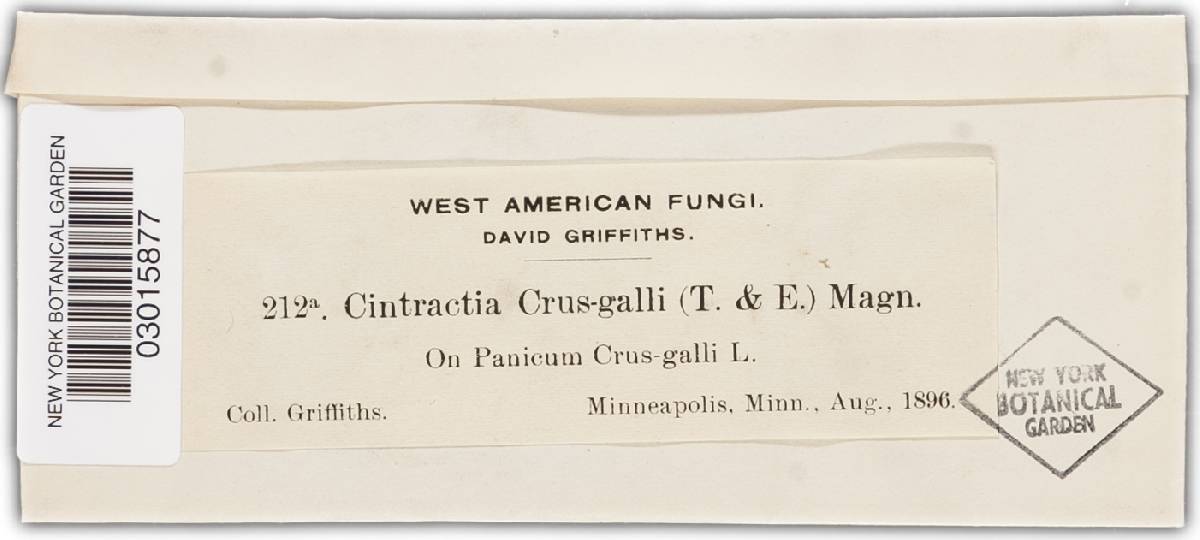 NEW YORK BOTANICAL GARDEN
03015877
WEST AMERICAN FUNGI.
DAVID GRIFFITHS.
212ª. Cintractia Crus-galli (T. & E.) Magn.
On Panicum Crus-galli L.
Coll. Griffiths. Minneapolis, Minn., Aug., 1896.
NEW YORK
BOTANICAL
GARDEN